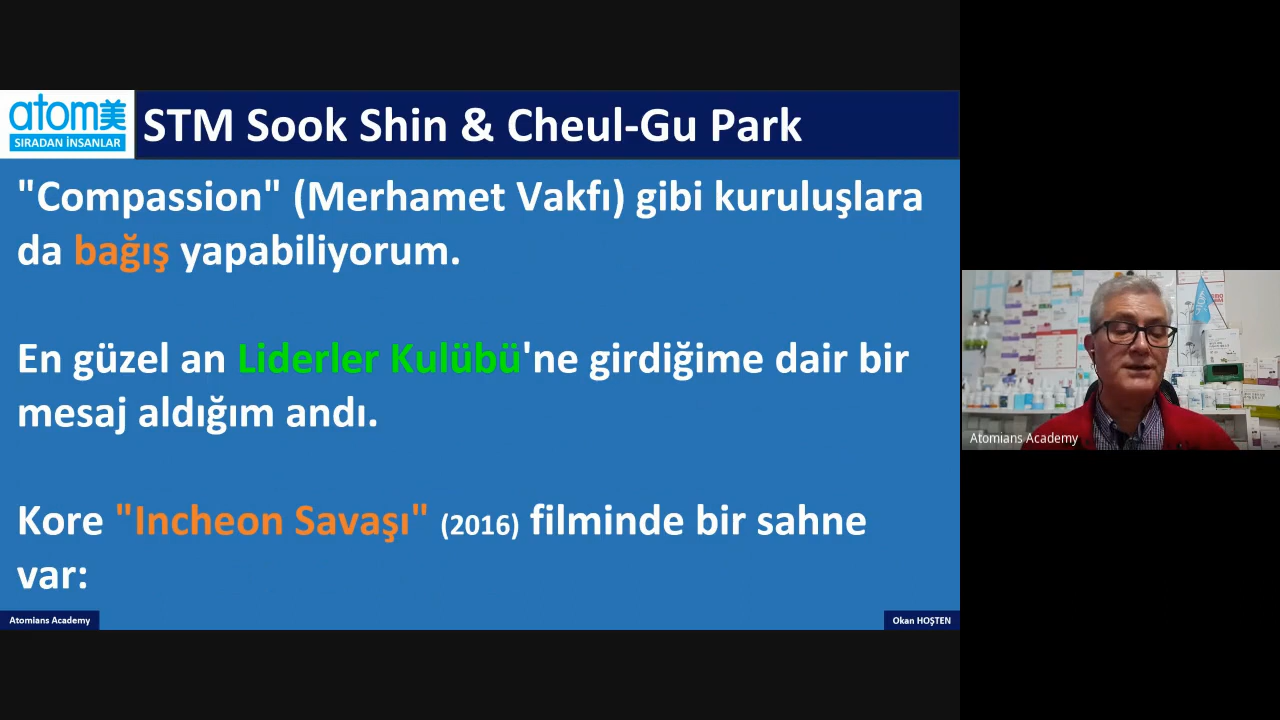 atom美
SIRADAN İNSANLAR
STM Sook Shin & Cheul-Gu Park
"Compassion" (Merhamet Vakfı) gibi kuruluşlara
da bağış yapabiliyorum.
En güzel an Liderler Kulübü'ne girdiğime dair bir
mesaj aldığım andı.
Kore "Incheon Savaşı" (2016) filminde bir sahne
var:
Atomians Academy
Okan HOŞTEN
Atomians Academy